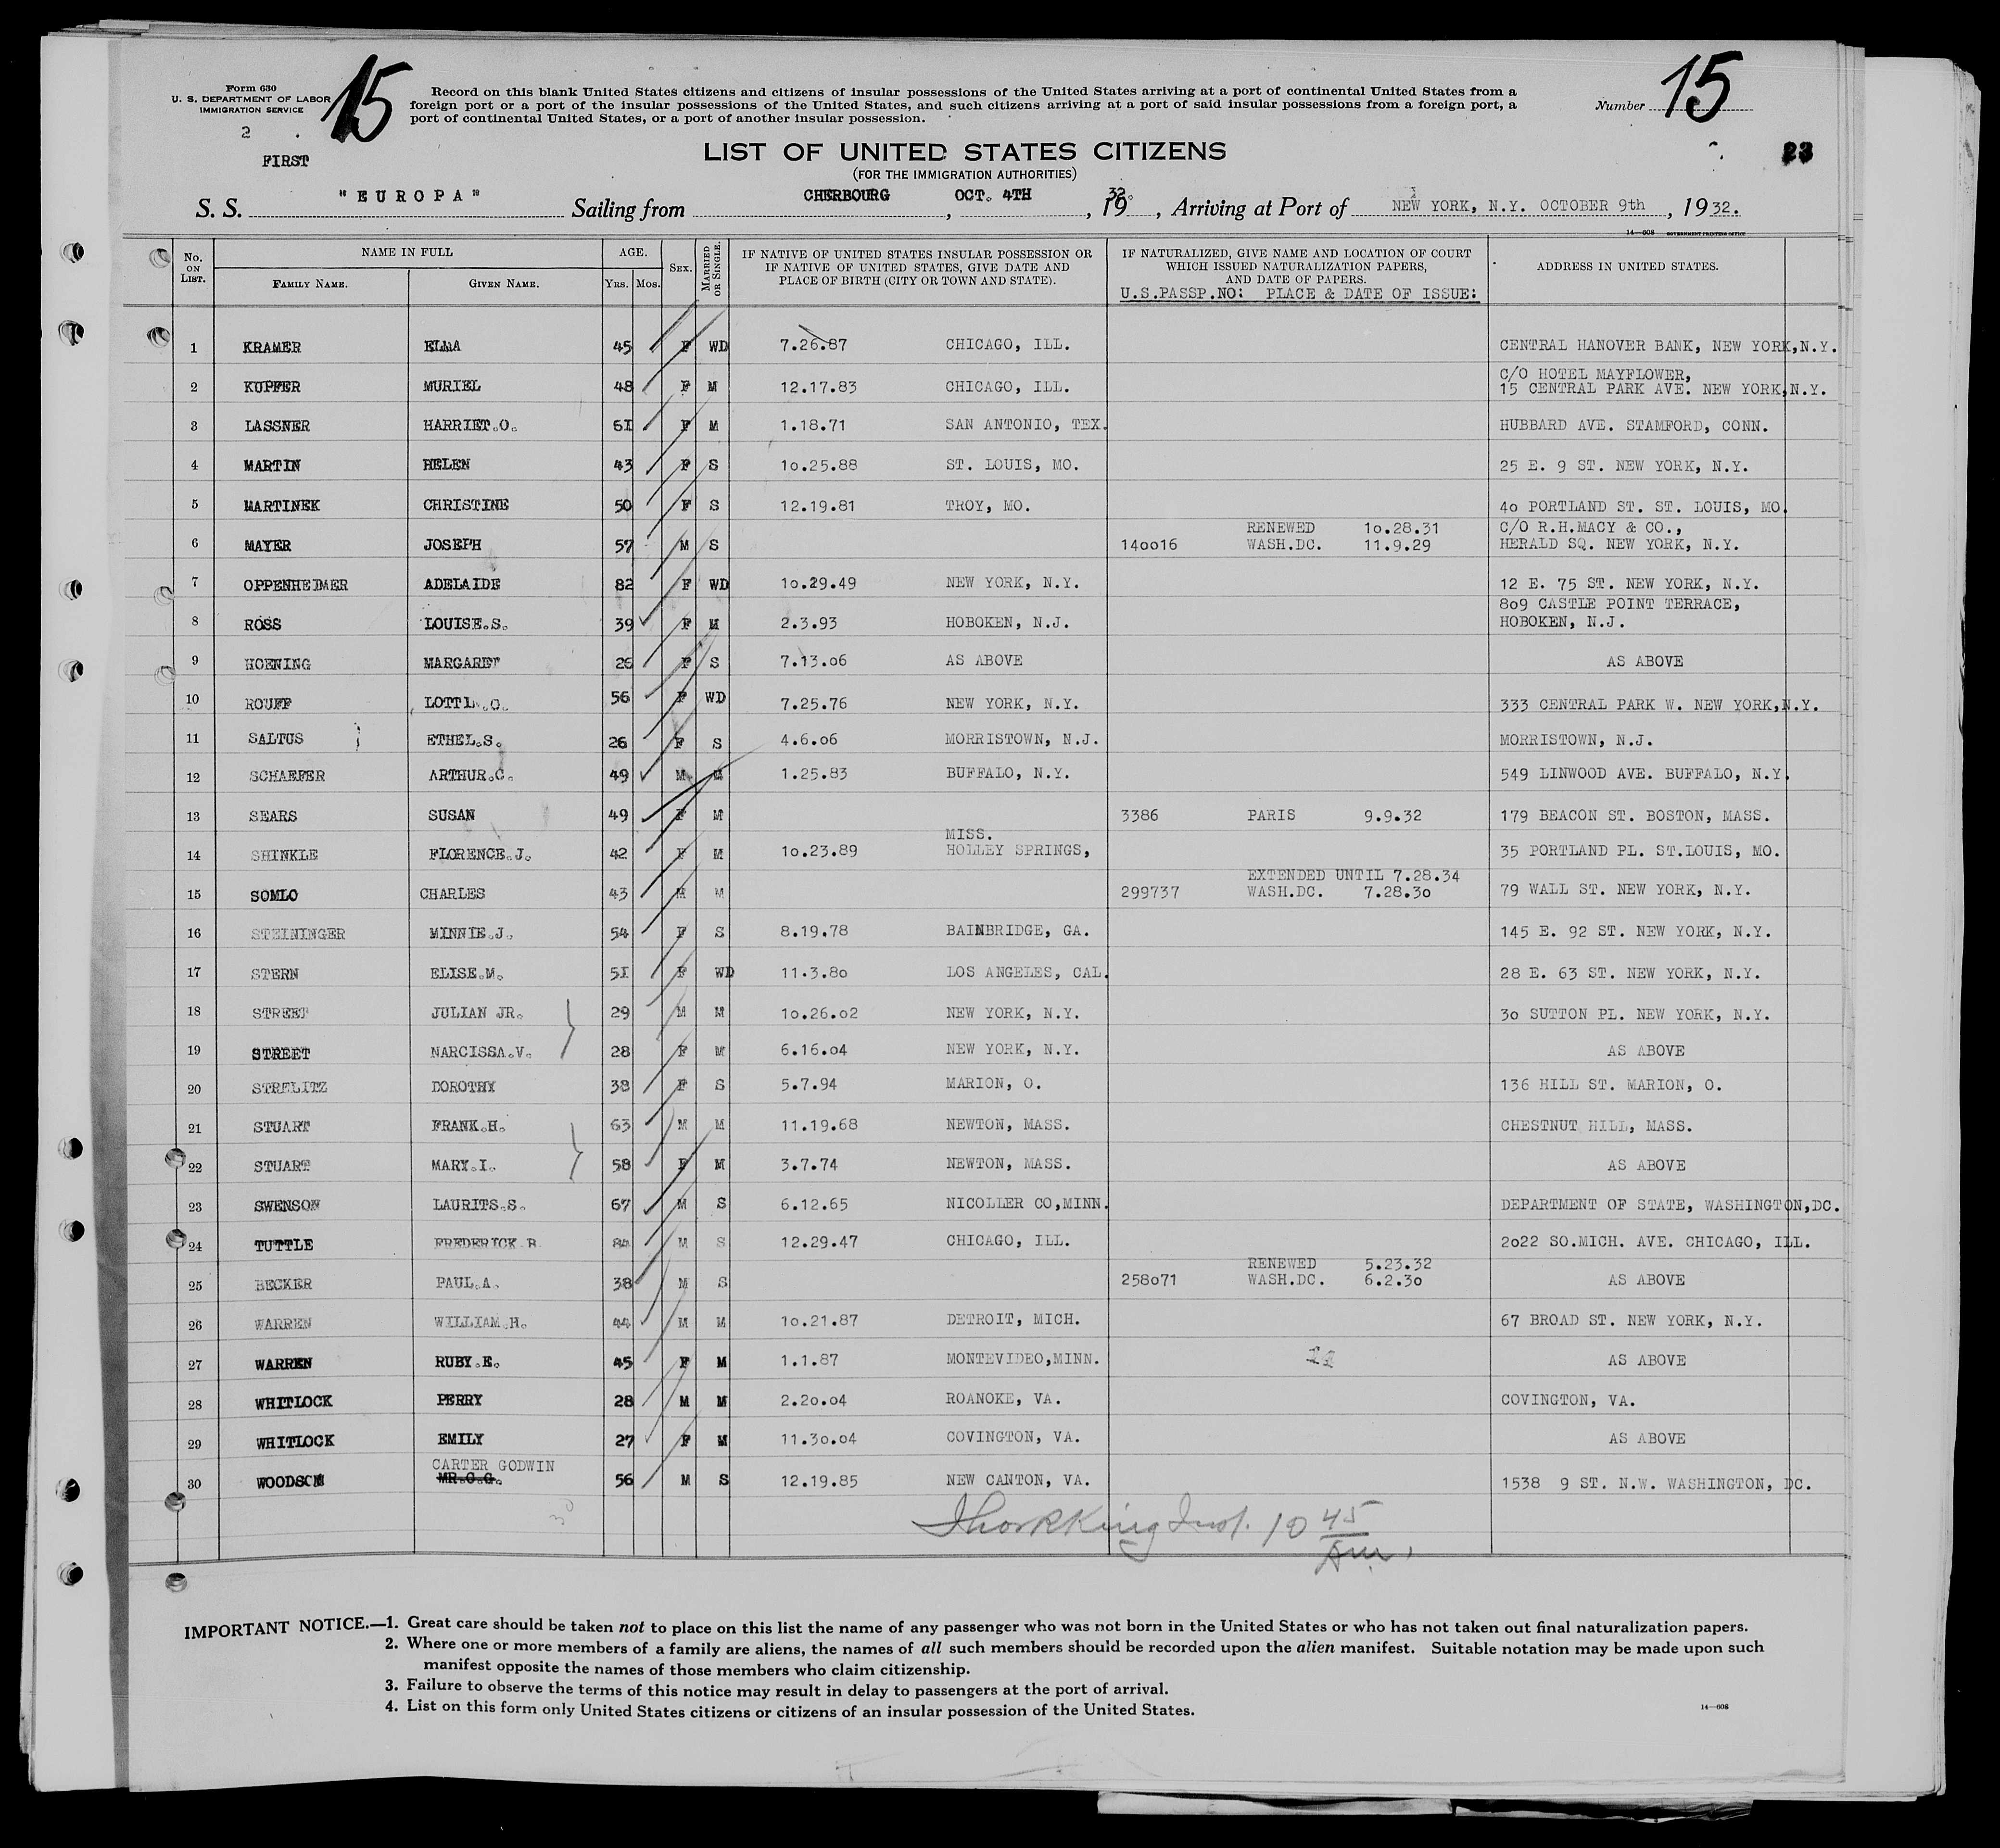 Form 630
U. S. DEPARTMENT OF LABOR
IMMIGRATION SERVICE
2
15
FIRST
Record on this blank United States citizens and citizens of insular possessions of the United States arriving at a port of continental United States from a
foreign port or a port of the insular possessions of the United States, and such citizens arriving at a port of said insular possessions from a foreign port, a
port of continental United States, or a port of another insular possession.
Number 15
23
LIST OF UNITED STATES CITIZENS
(FOR THE IMMIGRATION AUTHORITIES)
S. S. "EUROPA" Sailing from CHERBOURG, OCT. 4TH, 1932, Arriving at Port of NEW YORK, N.Y. OCTOBER 9th, 1932.
14—608 GOVERNMENT PRINTING OFFICE
No. ON LIST. NAME IN FULL FAMILY NAME. GIVEN NAME. AGE. YRS. MOS. SEX. MARRIED OR SINGLE. IF NATIVE OF UNITED STATES INSULAR POSSESSION OR IF NATIVE OF UNITED STATES, GIVE DATE AND PLACE OF BIRTH (CITY OR TOWN AND STATE). IF NATURALIZED, GIVE NAME AND LOCATION OF COURT WHICH ISSUED NATURALIZATION PAPERS, AND DATE OF PAPERS. ADDRESS IN UNITED STATES.
U.S.PASSP.NO: PLACE & DATE OF ISSUE:
1 KRAMER ELMA 45 F WD 7.26.87 CHICAGO, ILL. CENTRAL HANOVER BANK, NEW YORK,N.Y.
C/O HOTEL MAYFLOWER,
2 KUPFER MURIEL 48 F M 12.17.83 CHICAGO, ILL. 15 CENTRAL PARK AVE. NEW YORK,N.Y.
3 LASSNER HARRIET.O. 61 F M 1.18.71 SAN ANTONIO, TEX. HUBBARD AVE. STAMFORD, CONN.
4 MARTIN HELEN 43 F S 10.25.88 ST. LOUIS, MO. 25 E. 9 ST. NEW YORK, N.Y.
5 MARTINEK CHRISTINE 50 F S 12.19.81 TROY, MO. 40 PORTLAND ST. ST. LOUIS, MO.
RENEWED 10.28.31 C/O R.H.MACY & CO.,
6 MAYER JOSEPH 57 M S 140016 WASH.DC. 11.9.29 HERALD SQ. NEW YORK, N.Y.
7 OPPENHEIMER ADELAIDE 82 F WD 10.29.49 NEW YORK, N.Y. 12 E. 75 ST. NEW YORK, N.Y.
809 CASTLE POINT TERRACE,
8 ROSS LOUISE.S. 39 F M 2.3.93 HOBOKEN, N.J. HOBOKEN, N.J.
9 HOENING MARGARET 26 F S 7.13.06 AS ABOVE AS ABOVE
10 ROUFF 56 F WD 7.25.76 NEW YORK, N.Y. 333 CENTRAL PARK W. NEW YORK,N.Y.
11 SALTUS ETHEL.S. 26 F S 4.6.06 MORRISTOWN, N.J. MORRISTOWN, N.J.
12 SCHAEFER ARTHUR.C. 49 M M 1.25.83 BUFFALO, N.Y. 549 LINWOOD AVE. BUFFALO, N.Y.
13 SEARS SUSAN 49 F M 3386 PARIS 9.9.32 179 BEACON ST. BOSTON, MASS.
MISS.
14 SHINKLE FLORENCE.J. 42 F M 10.23.89 HOLLEY SPRINGS, 35 PORTLAND PL. ST.LOUIS, MO.
EXTENDED UNTIL 7.28.34
15 SOMLO CHARLES 43 M M 299737 WASH.DC. 7.28.30 79 WALL ST. NEW YORK, N.Y.
16 STEININGER MINNIE.J. 54 F S 8.19.78 BAINBRIDGE, GA. 145 E. 92 ST. NEW YORK, N.Y.
17 STERN ELISE.M. 51 F WD 11.3.80 LOS ANGELES, CAL. 28 E. 63 ST. NEW YORK, N.Y.
18 STREET JULIAN JR. 29 M M 10.26.02 NEW YORK, N.Y. 30 SUTTON PL. NEW YORK, N.Y.
19 STREET NARCISSA.V. 28 F M 6.16.04 NEW YORK, N.Y. AS ABOVE
20 STRELITZ DOROTHY 38 F S 5.7.94 MARION, O. 136 HILL ST. MARION, O.
21 STUART FRANK.H. 63 M M 11.19.68 NEWTON, MASS. CHESTNUT HILL, MASS.
22 STUART MARY.I. 58 F M 3.7.74 NEWTON, MASS. AS ABOVE
23 SWENSON LAURITS.S. 67 M S 6.12.65 NICOLLER CO,MINN. DEPARTMENT OF STATE, WASHINGTON,DC.
24 TUTTLE FREDERICK B. 84 M S 12.29.47 CHICAGO, ILL. 2022 SO.MICH. AVE. CHICAGO, ILL.
RENEWED 5.23.32
25 BECKER PAUL.A. 38 M S 258071 WASH.DC. 6.2.30 AS ABOVE
26 WARREN WILLIAM.H. 44 M M 10.21.87 DETROIT, MICH. 67 BROAD ST. NEW YORK, N.Y.
27 WARREN RUBY.E. 45 F M 1.1.87 MONTEVIDEO,MINN. AS ABOVE
28 WHITLOCK PERRY 28 M M 2.20.04 ROANOKE, VA. COVINGTON, VA.
29 WHITLOCK EMILY 27 F M 11.30.04 COVINGTON, VA. AS ABOVE
CARTER GODWIN
30 WOODSON MR.C.G. 56 M S 12.19.85 NEW CANTON, VA. 1538 9 ST. N.W. WASHINGTON, DC.
30
10 45 AM.
IMPORTANT NOTICE.—1. Great care should be taken not to place on this list the name of any passenger who was not born in the United States or who has not taken out final naturalization papers.
2. Where one or more members of a family are aliens, the names of all such members should be recorded upon the alien manifest. Suitable notation may be made upon such
manifest opposite the names of those members who claim citizenship.
3. Failure to observe the terms of this notice may result in delay to passengers at the port of arrival.
4. List on this form only United States citizens or citizens of an insular possession of the United States.
14—608